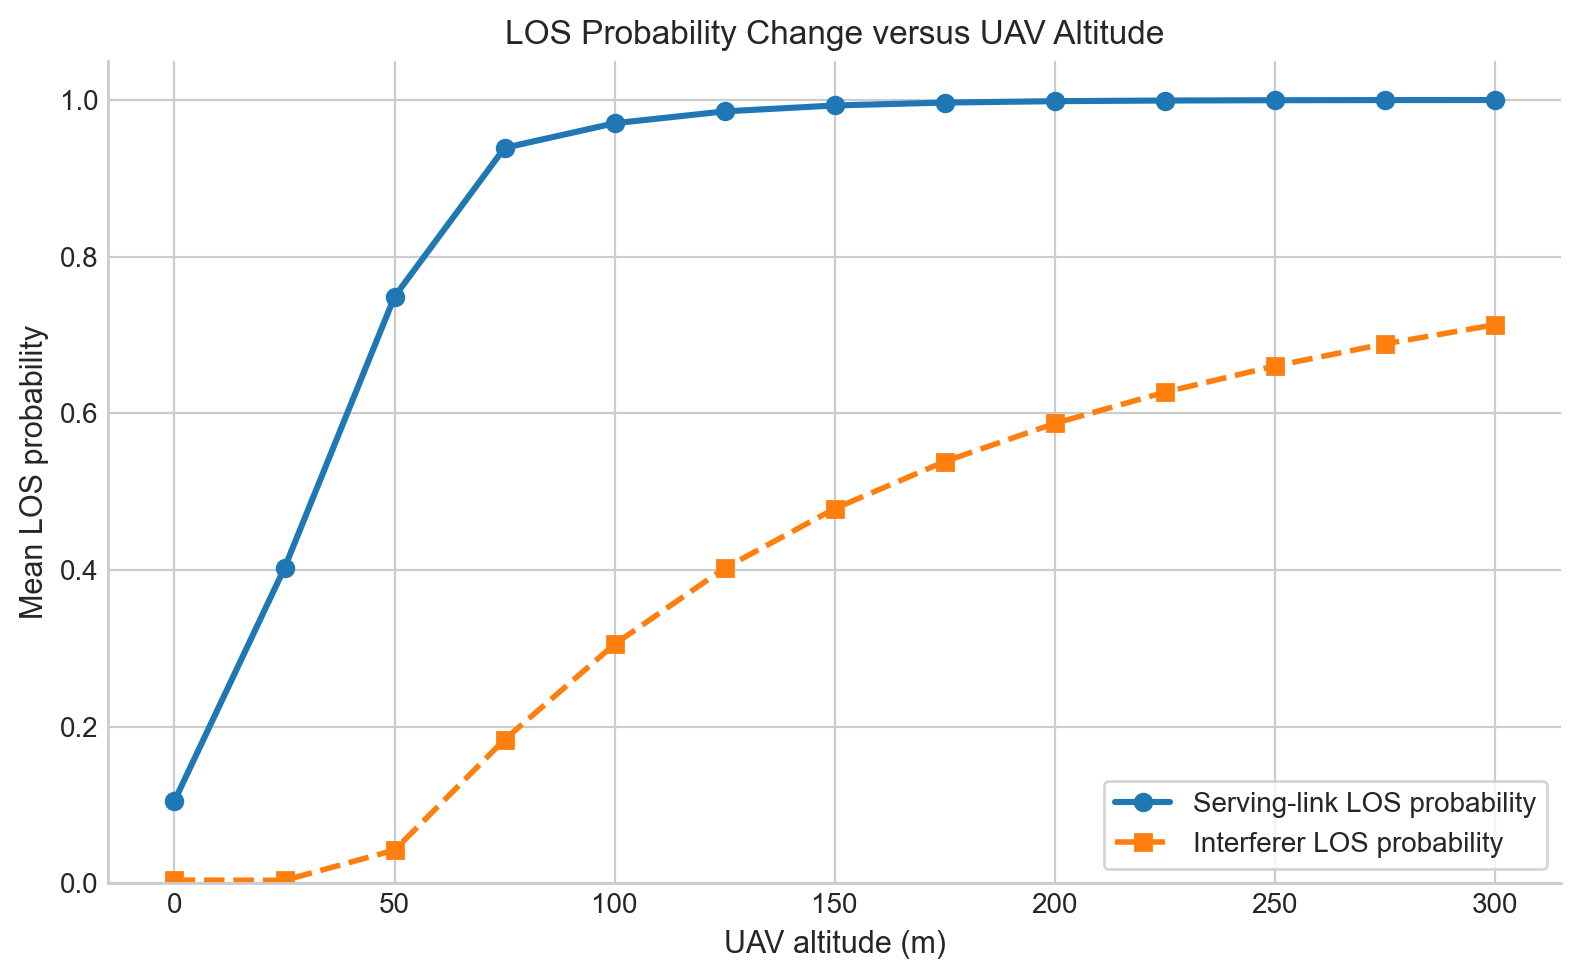 LOS Probability Change versus UAV Altitude
Mean LOS probability
1.0
0.8
0.6
0.4
0.2
0.0
0 50 100 150 200 250 300
UAV altitude (m)
Serving-link LOS probability
Interferer LOS probability